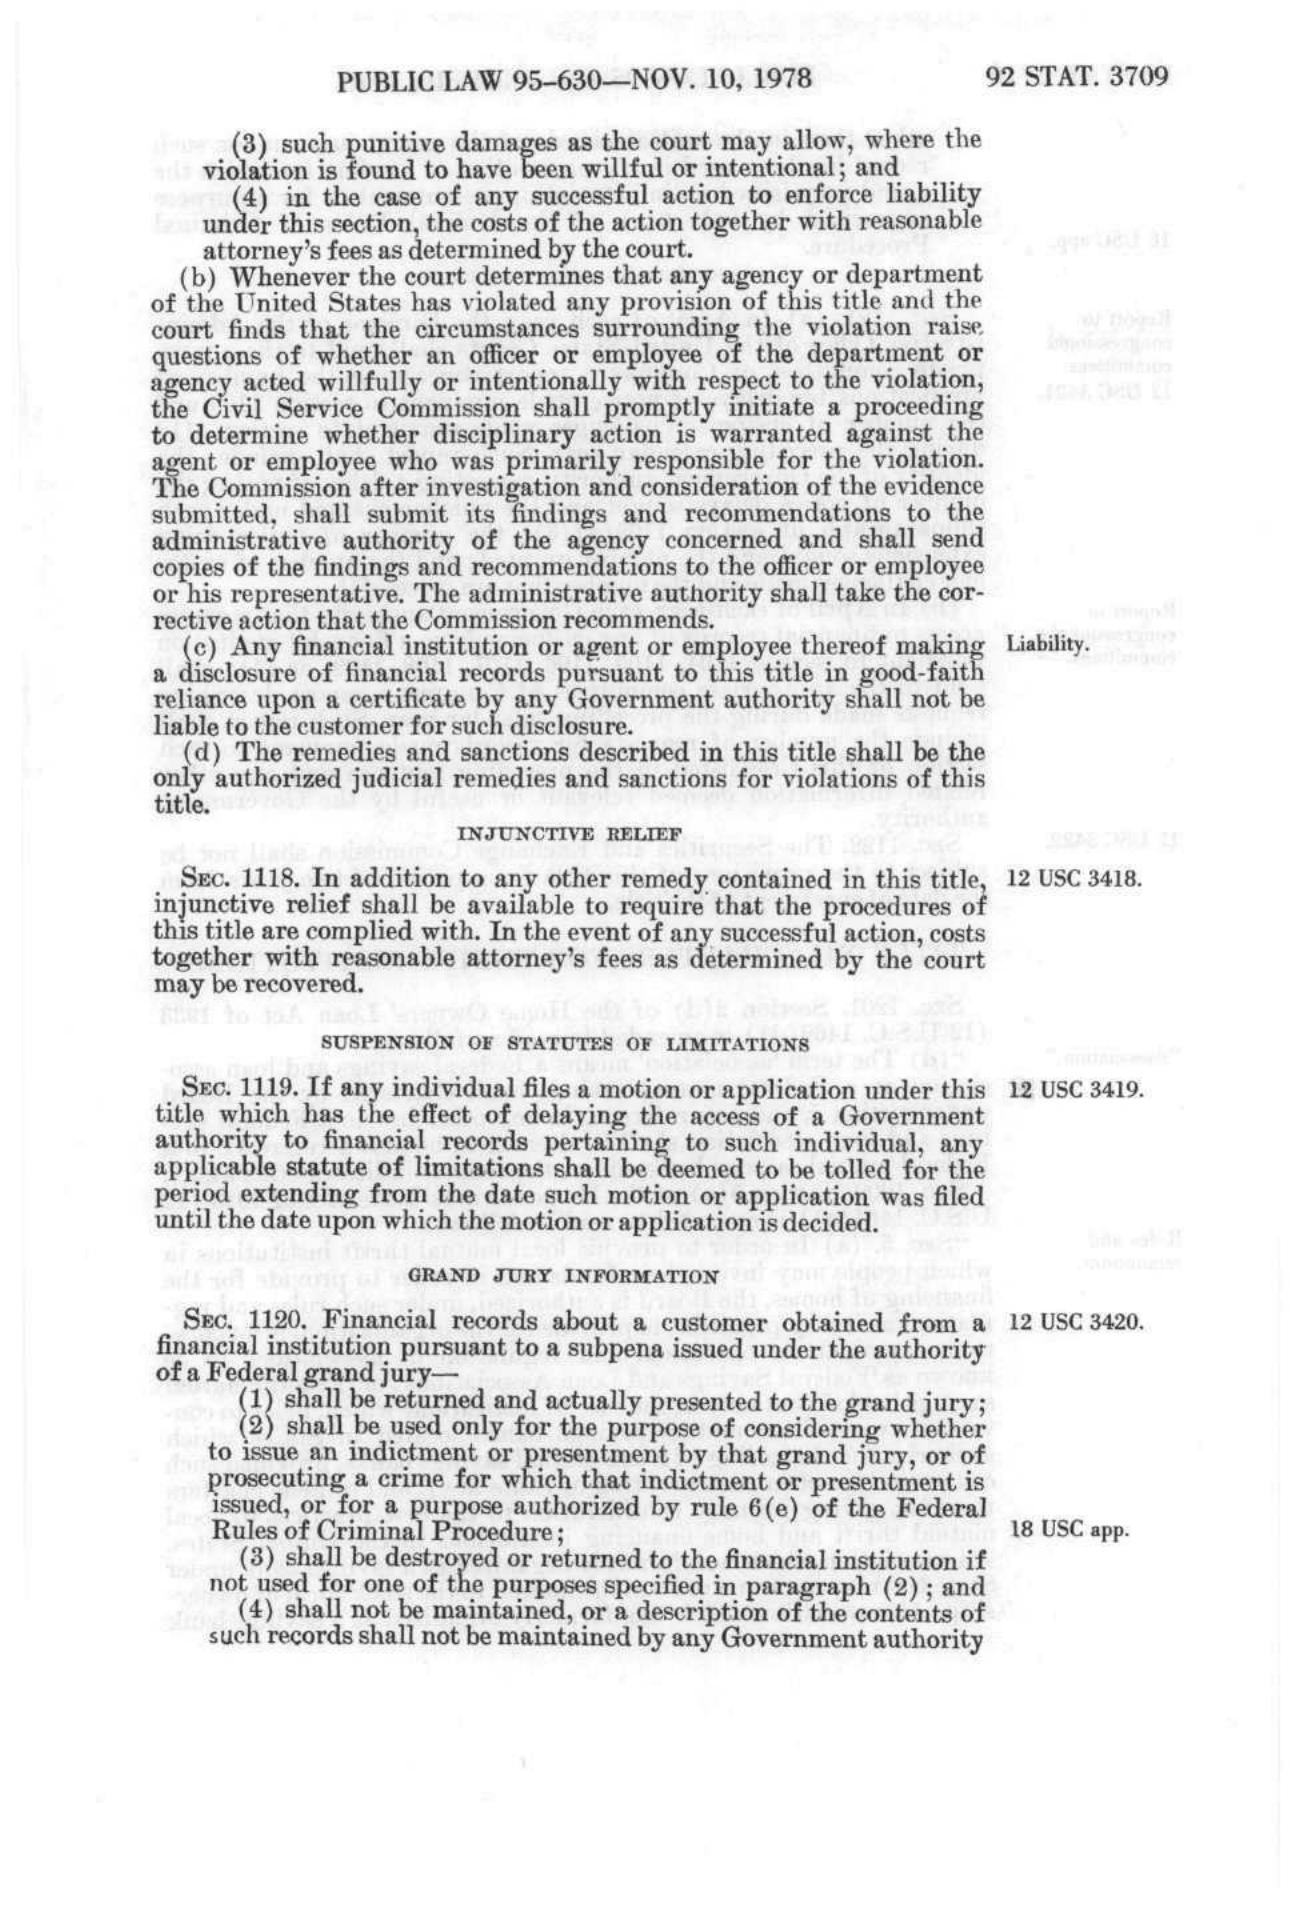 PUBLIC LAW 95–630—NOV. 10, 1978 92 STAT. 3709
(3) such punitive damages as the court may allow, where the
violation is found to have been willful or intentional; and
(4) in the case of any successful action to enforce liability
under this section, the costs of the action together with reasonable
attorney's fees as determined by the court.
(b) Whenever the court determines that any agency or department
of the United States has violated any provision of this title and the
court finds that the circumstances surrounding the violation raise
questions of whether an officer or employee of the department or
agency acted willfully or intentionally with respect to the violation,
the Civil Service Commission shall promptly initiate a proceeding
to determine whether disciplinary action is warranted against the
agent or employee who was primarily responsible for the violation.
The Commission after investigation and consideration of the evidence
submitted, shall submit its findings and recommendations to the
administrative authority of the agency concerned and shall send
copies of the findings and recommendations to the officer or employee
or his representative. The administrative authority shall take the cor-
rective action that the Commission recommends.
(c) Any financial institution or agent or employee thereof making Liability.
a disclosure of financial records pursuant to this title in good-faith
reliance upon a certificate by any Government authority shall not be
liable to the customer for such disclosure.
(d) The remedies and sanctions described in this title shall be the
only authorized judicial remedies and sanctions for violations of this
title.
INJUNCTIVE RELIEF
SEC. 1118. In addition to any other remedy contained in this title, 12 USC 3418.
injunctive relief shall be available to require that the procedures of
this title are complied with. In the event of any successful action, costs
together with reasonable attorney's fees as determined by the court
may be recovered.
SUSPENSION OF STATUTES OF LIMITATIONS
SEC. 1119. If any individual files a motion or application under this 12 USC 3419.
title which has the effect of delaying the access of a Government
authority to financial records pertaining to such individual, any
applicable statute of limitations shall be deemed to be tolled for the
period extending from the date such motion or application was filed
until the date upon which the motion or application is decided.
GRAND JURY INFORMATION
SEC. 1120. Financial records about a customer obtained from a 12 USC 3420.
financial institution pursuant to a subpena issued under the authority
of a Federal grand jury—
(1) shall be returned and actually presented to the grand jury;
(2) shall be used only for the purpose of considering whether
to issue an indictment or presentment by that grand jury, or of
prosecuting a crime for which that indictment or presentment is
issued, or for a purpose authorized by rule 6(e) of the Federal
Rules of Criminal Procedure; 18 USC app.
(3) shall be destroyed or returned to the financial institution if
not used for one of the purposes specified in paragraph (2); and
(4) shall not be maintained, or a description of the contents of
such records shall not be maintained by any Government authority